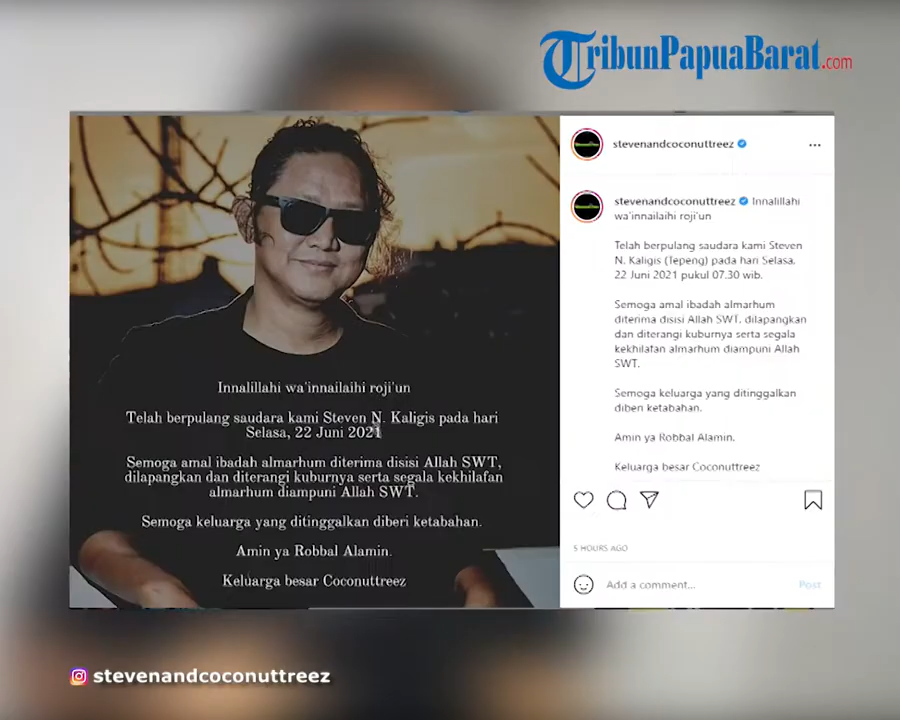 TribunPapuaBarat.com
stevenandcoconuttreez
stevenandcoconuttreez Innalillahi
wa'innailaihi roji'un
Telah berpulang saudara kami Steven
N. Kaligis (Tepeng) pada hari Selasa,
22 Juni 2021 pukul 07.30 wib.
Semoga amal ibadah almarhum
diterima disisi Allah SWT, dilapangkan
dan diterangi kuburnya serta segala
kekhilafan almarhum diampuni Allah
SWT.
Semoga keluarga yang ditinggalkan
diberi ketabahan.
Amin ya Robbal Alamin.
Keluarga besar Coconuttreez
5 HOURS AGO
Add a comment...
Post
Innalillahi wa'innailaihi roji'un
Telah berpulang saudara kami Steven N. Kaligis pada hari
Selasa, 22 Juni 2021
Semoga amal ibadah almarhum diterima disisi Allah SWT,
dilapangkan dan diterangi kuburnya serta segala kekhilafan
almarhum diampuni Allah SWT.
Semoga keluarga yang ditinggalkan diberi ketabahan.
Amin ya Robbal Alamin.
Keluarga besar Coconuttreez
stevenandcoconuttreez